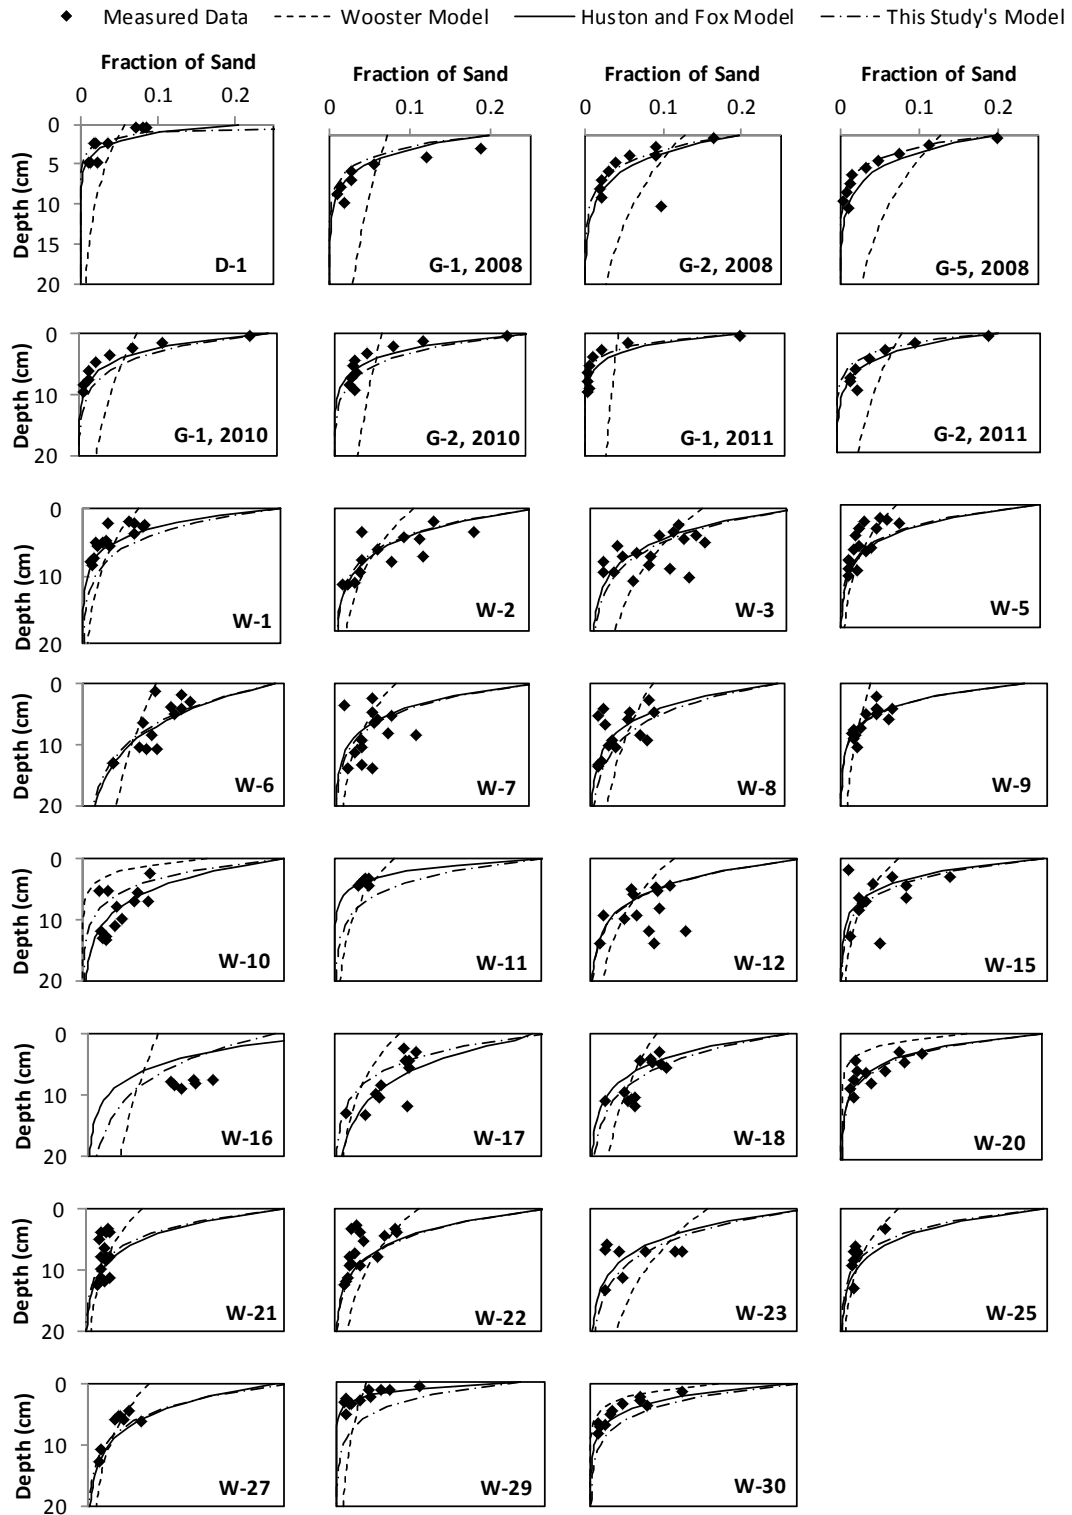 Measured Data Wooster Model Huston and Fox Model This Study's Model
Fraction of Sand Fraction of Sand Fraction of Sand Fraction of Sand
0 0.1 0.2 0 0.1 0.2 0 0.1 0.2 0 0.1 0.2
Depth (cm)
0
5
10
15
20
D-1 G-1, 2008 G-2, 2008 G-5, 2008
Depth (cm)
0
10
20
G-1, 2010 G-2, 2010 G-1, 2011 G-2, 2011
Depth (cm)
0
10
20
W-1 W-2 W-3 W-5
Depth (cm)
0
10
20
W-6 W-7 W-8 W-9
Depth (cm)
0
10
20
W-10 W-11 W-12 W-15
Depth (cm)
0
10
20
W-16 W-17 W-18 W-20
Depth (cm)
0
10
20
W-21 W-22 W-23 W-25
Depth (cm)
0
10
20
W-27 W-29 W-30